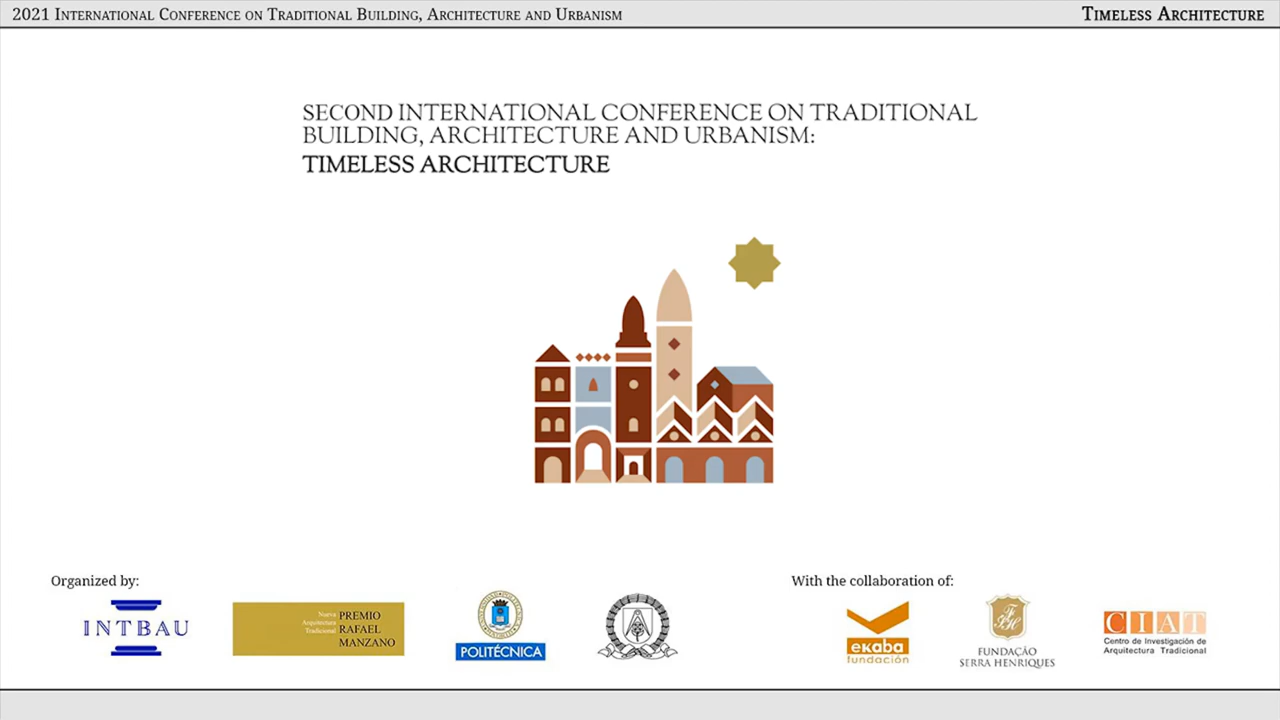 2021 International Conference on Traditional Building, Architecture and Urbanism
Timeless Architecture
SECOND INTERNATIONAL CONFERENCE ON TRADITIONAL
BUILDING, ARCHITECTURE AND URBANISM:
TIMELESS ARCHITECTURE
Organized by:
With the collaboration of:
INTBAU
Nueva
Arquitectura
Tradicional
PREMIO
RAFAEL
MANZANO
POLITÉCNICA
eKaba
fundación
FUNDAÇÃO
SERRA HENRIQUES
CIAT
Centro de Investigación de
Arquitectura Tradicional